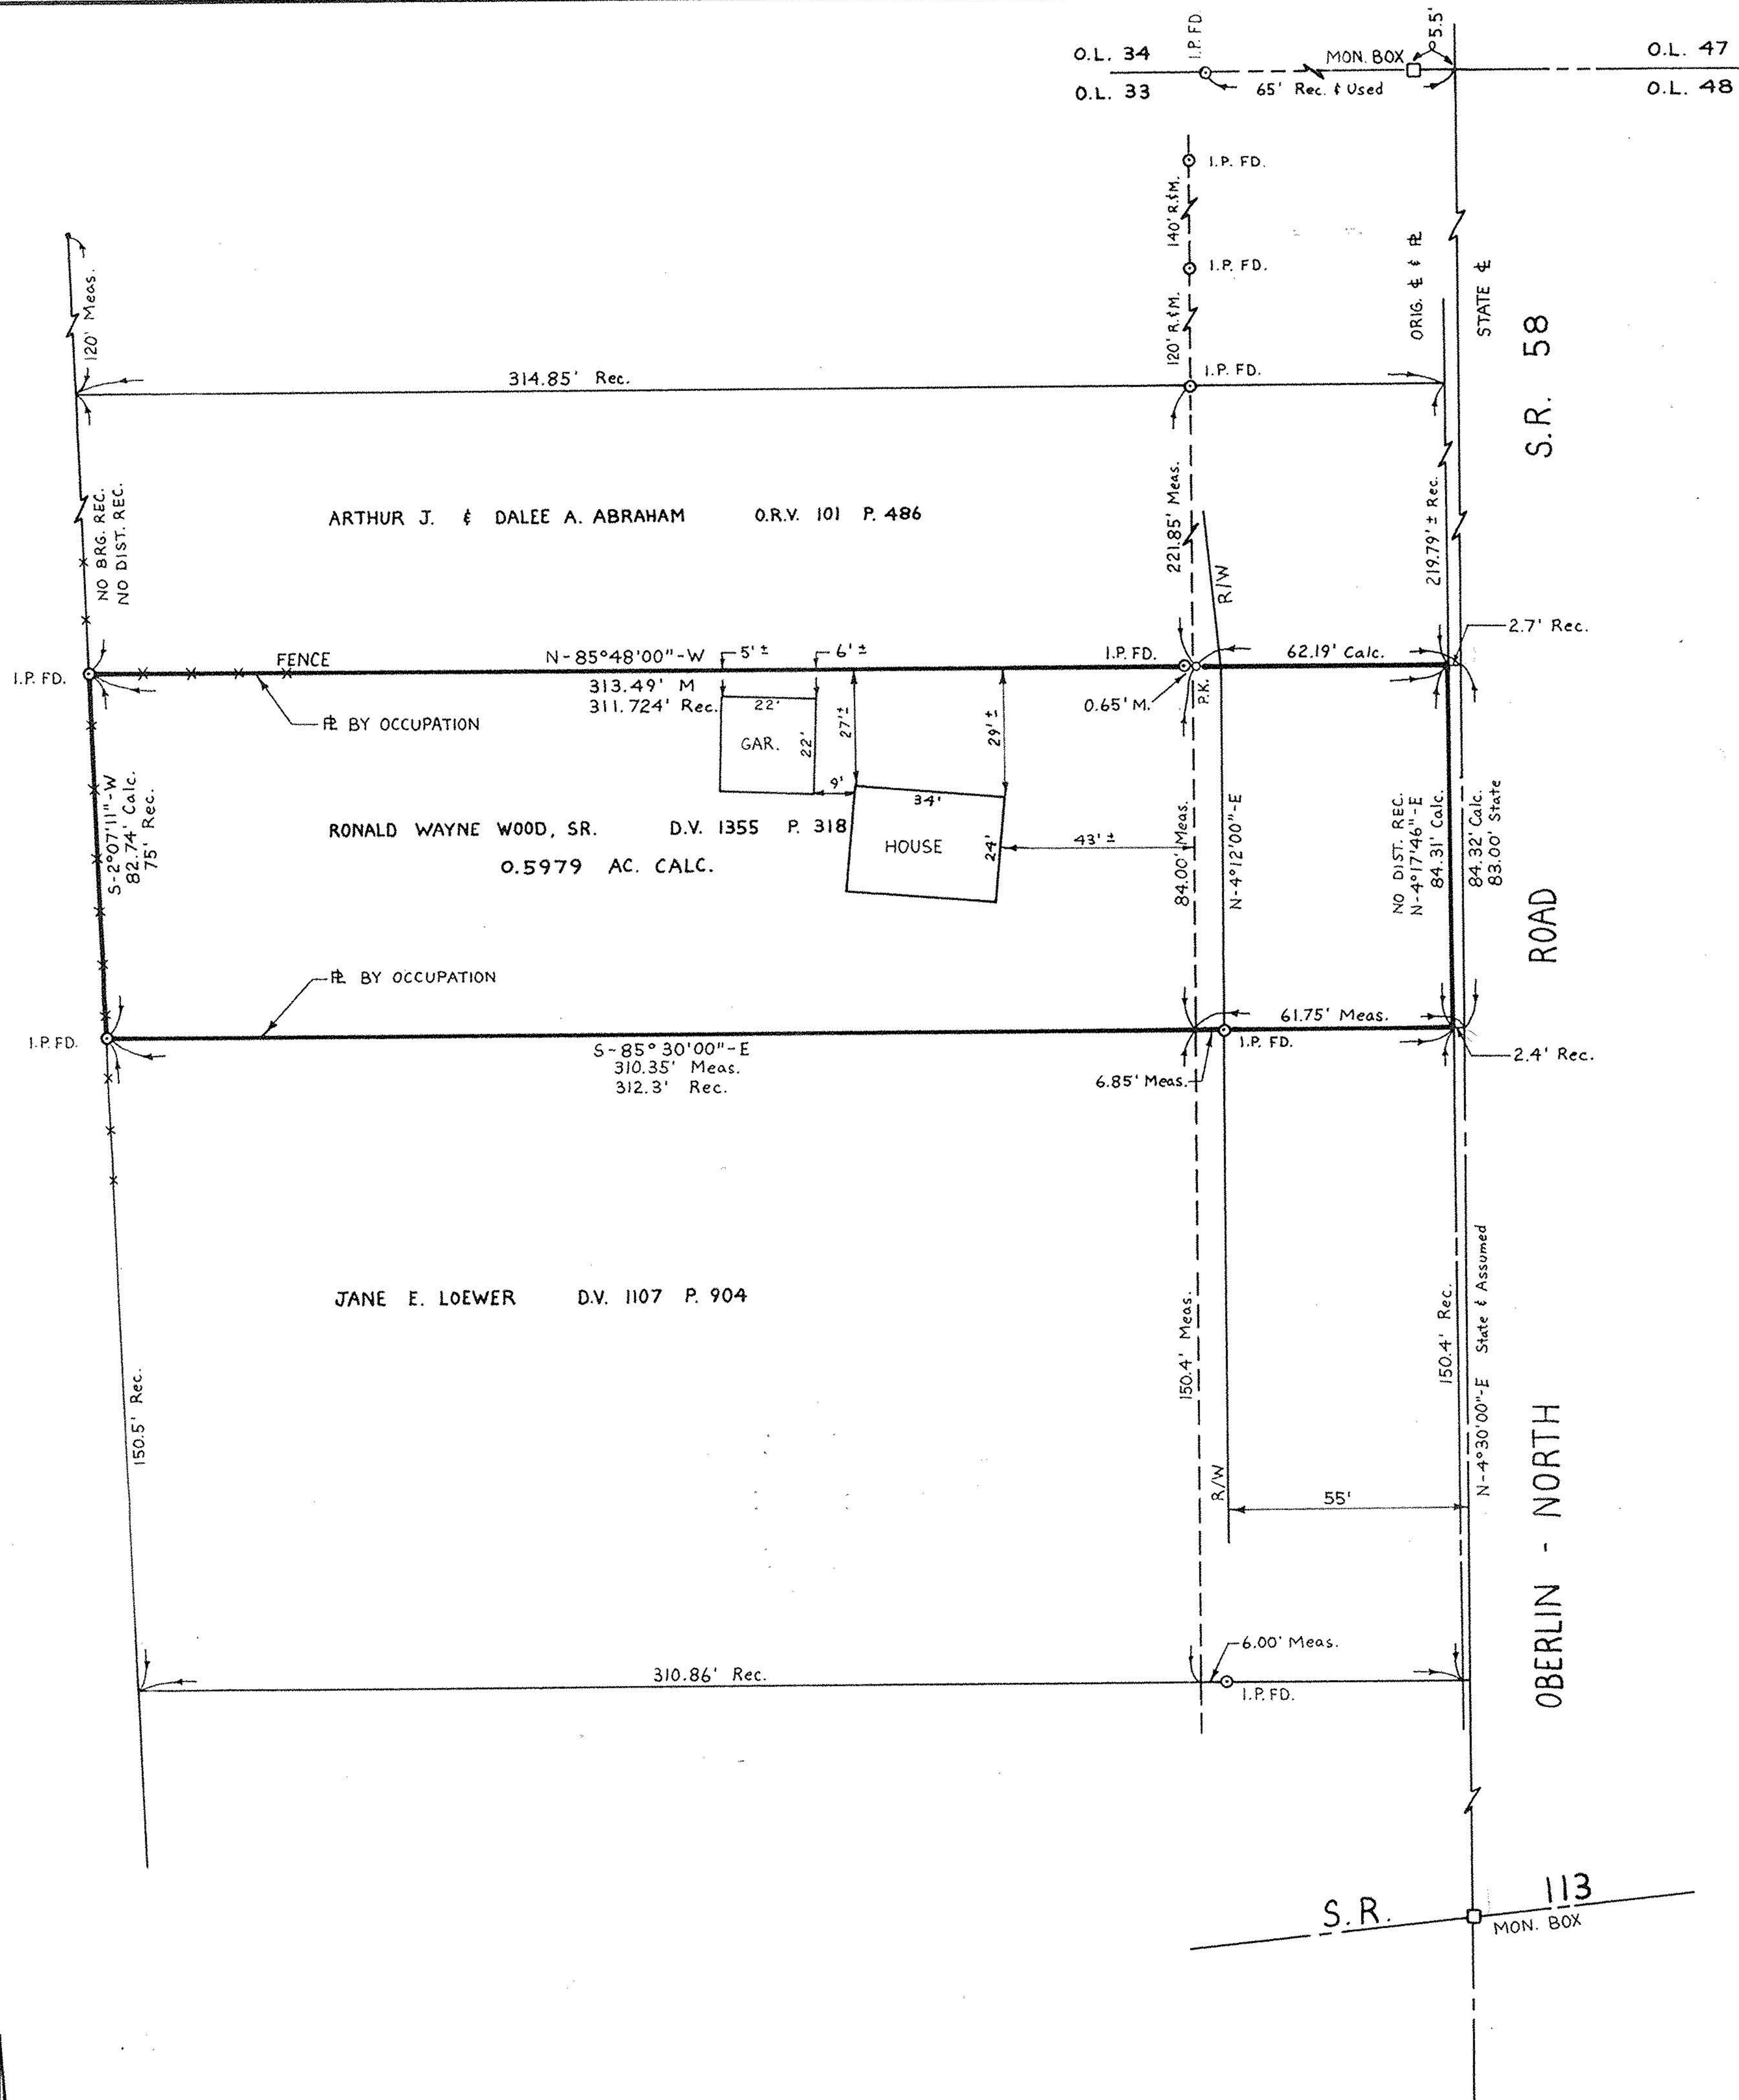 O.L. 34
I.P. FD.
MON. BOX
5.5'
O.L. 47
O.L. 33
65' Rec. & Used
O.L. 48
I.P. FD.
140' R.&M.
I.P. FD.
120' R.&M.
I.P. FD.
120' Meas.
314.85' Rec.
ORIG. ℄ & ⅊
STATE ℄
S.R. 58
NO BRG. REC.
NO DIST. REC.
ARTHUR J. & DALEE A. ABRAHAM O.R.V. 101 P. 486
221.85' Meas.
R/W
219.79' ± Rec.
2.7' Rec.
I.P. FD.
FENCE
N-85°48'00"-W
5' ±
6' ±
I.P. FD.
62.19' Calc.
313.49' M
311.724' Rec.
0.65' M.
P.K.
⅊ BY OCCUPATION
22'
GAR.
22'
27'±
29'±
9'
34'
HOUSE
24'
43' ±
S-2°07'11"-W
82.74' Calc.
75' Rec.
RONALD WAYNE WOOD, SR. D.V. 1355 P. 318
0.5979 AC. CALC.
84.00' Meas.
N-4°12'00"-E
NO DIST. REC.
N-4°17'46"-E
84.31' Calc.
84.32' Calc.
83.00' State
ROAD
⅊ BY OCCUPATION
I.P. FD.
61.75' Meas.
I.P. FD.
S-85°30'00"-E
310.35' Meas.
312.3' Rec.
6.85' Meas.
2.4' Rec.
JANE E. LOEWER D.V. 1107 P. 904
150.5' Rec.
150.4' Meas.
150.4' Rec.
N-4°30'00"-E State & Assumed
R/W
55'
OBERLIN - NORTH
6.00' Meas.
310.86' Rec.
I.P. FD.
S.R. 113
MON. BOX